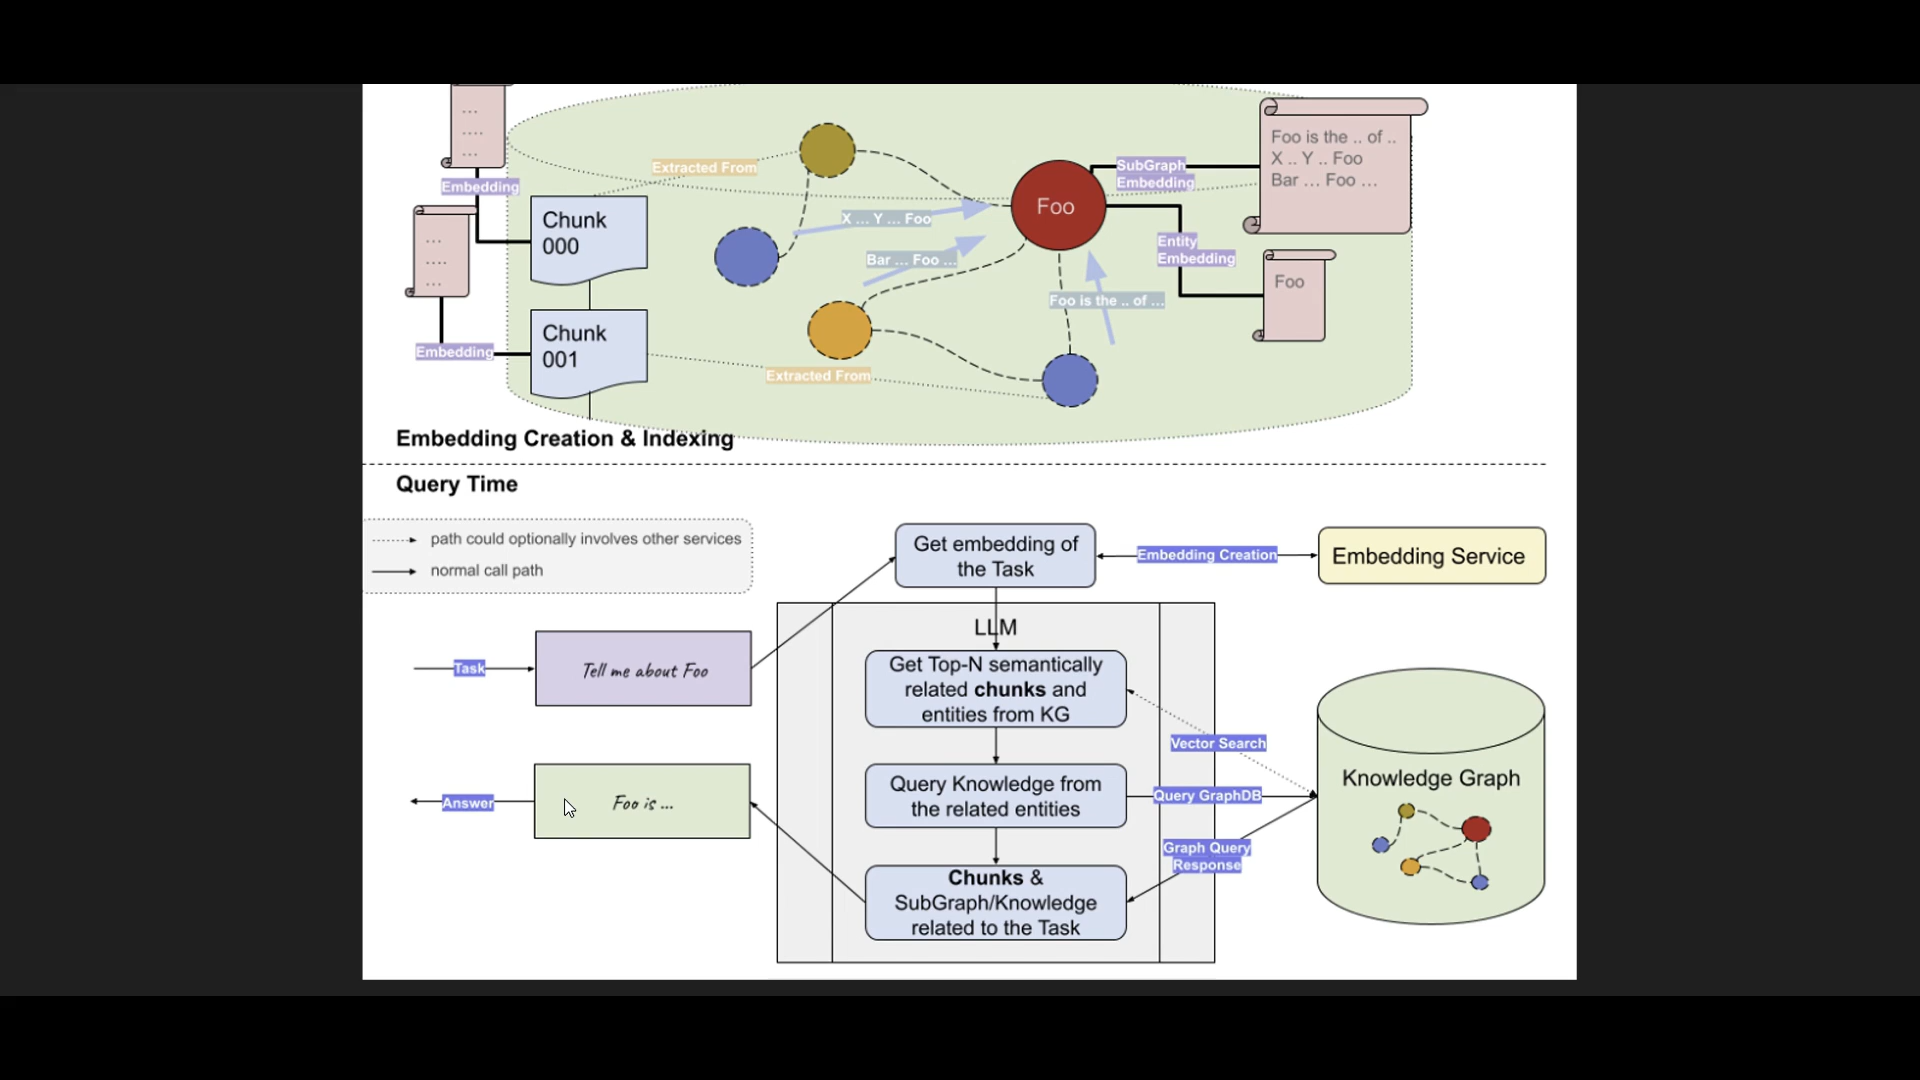 ...
....
...
Embedding
Chunk
000
...
....
...
Embedding
Chunk
001
Extracted From
X ... Y ... Foo
Bar ... Foo ...
Extracted From
Foo
Foo is the .. of ...
SubGraph
Embedding
Entity
Embedding
Foo is the .. of ..
X .. Y .. Foo
Bar ... Foo ...
Foo
Embedding Creation & Indexing
Query Time
path could optionally involves other services
normal call path
Get embedding of
the Task
Embedding Creation
Embedding Service
Task
Tell me about Foo
LLM
Get Top-N semantically
related chunks and
entities from KG
Vector Search
Query Knowledge from
the related entities
Query GraphDB
Knowledge Graph
Answer
Foo is ...
Graph Query
Response
Chunks &
SubGraph/Knowledge
related to the Task